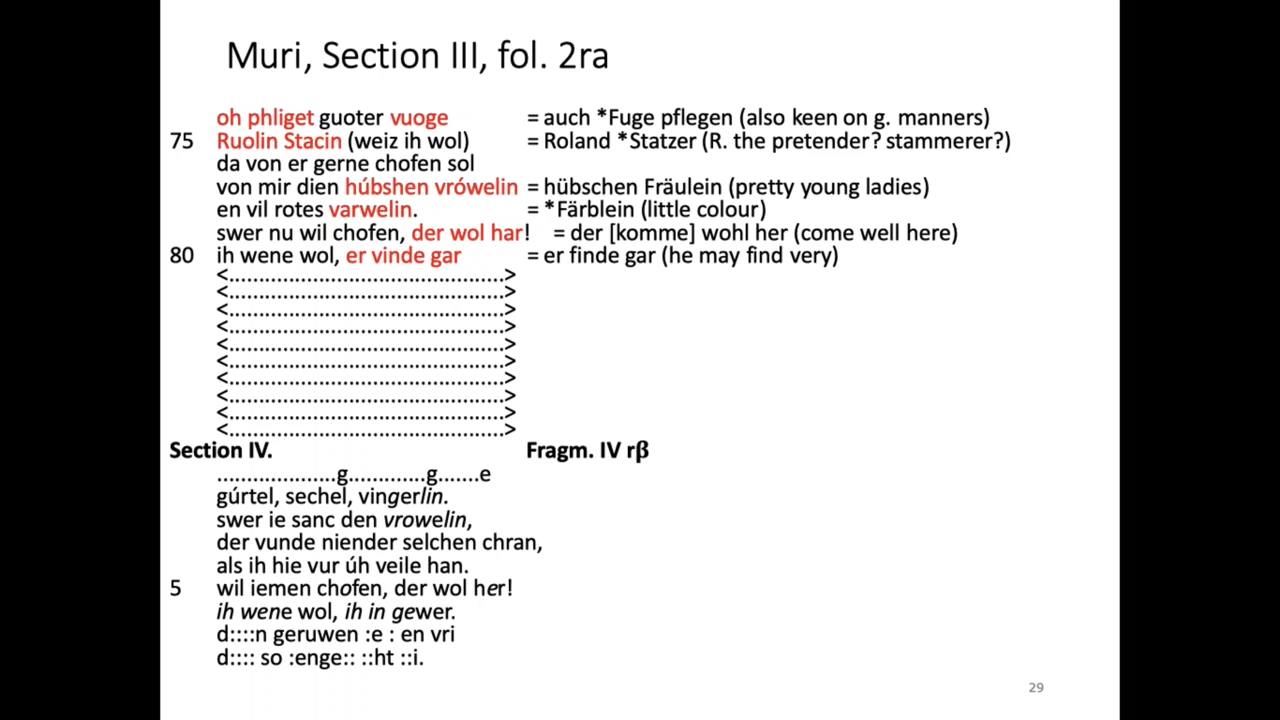 Muri, Section III, fol. 2ra
oh phliget guoter vuoge = auch *Fuge pflegen (also keen on g. manners)
75 Ruolin Stacin (weiz ih wol) = Roland *Statzer (R. the pretender? stammerer?)
da von er gerne chofen sol
von mir dien húbshen vrówelin = hübschen Fräulein (pretty young ladies)
en vil rotes varwelin. = *Färblein (little colour)
swer nu wil chofen, der wol har! = der [komme] wohl her (come well here)
80 ih wene wol, er vinde gar = er finde gar (he may find very)
<.............................................>
<.............................................>
<.............................................>
<.............................................>
<.............................................>
<.............................................>
<.............................................>
<.............................................>
<.............................................>
<.............................................>
Section IV. Fragm. IV rβ
....................g.............g.......e
gúrtel, sechel, vingerlin.
swer ie sanc den vrowelin,
der vunde niender selchen chran,
als ih hie vur úh veile han.
5 wil iemen chofen, der wol her!
ih wene wol, ih in gewer.
d::::n geruwen :e : en vri
d:::: so :enge:: ::ht ::i.
29